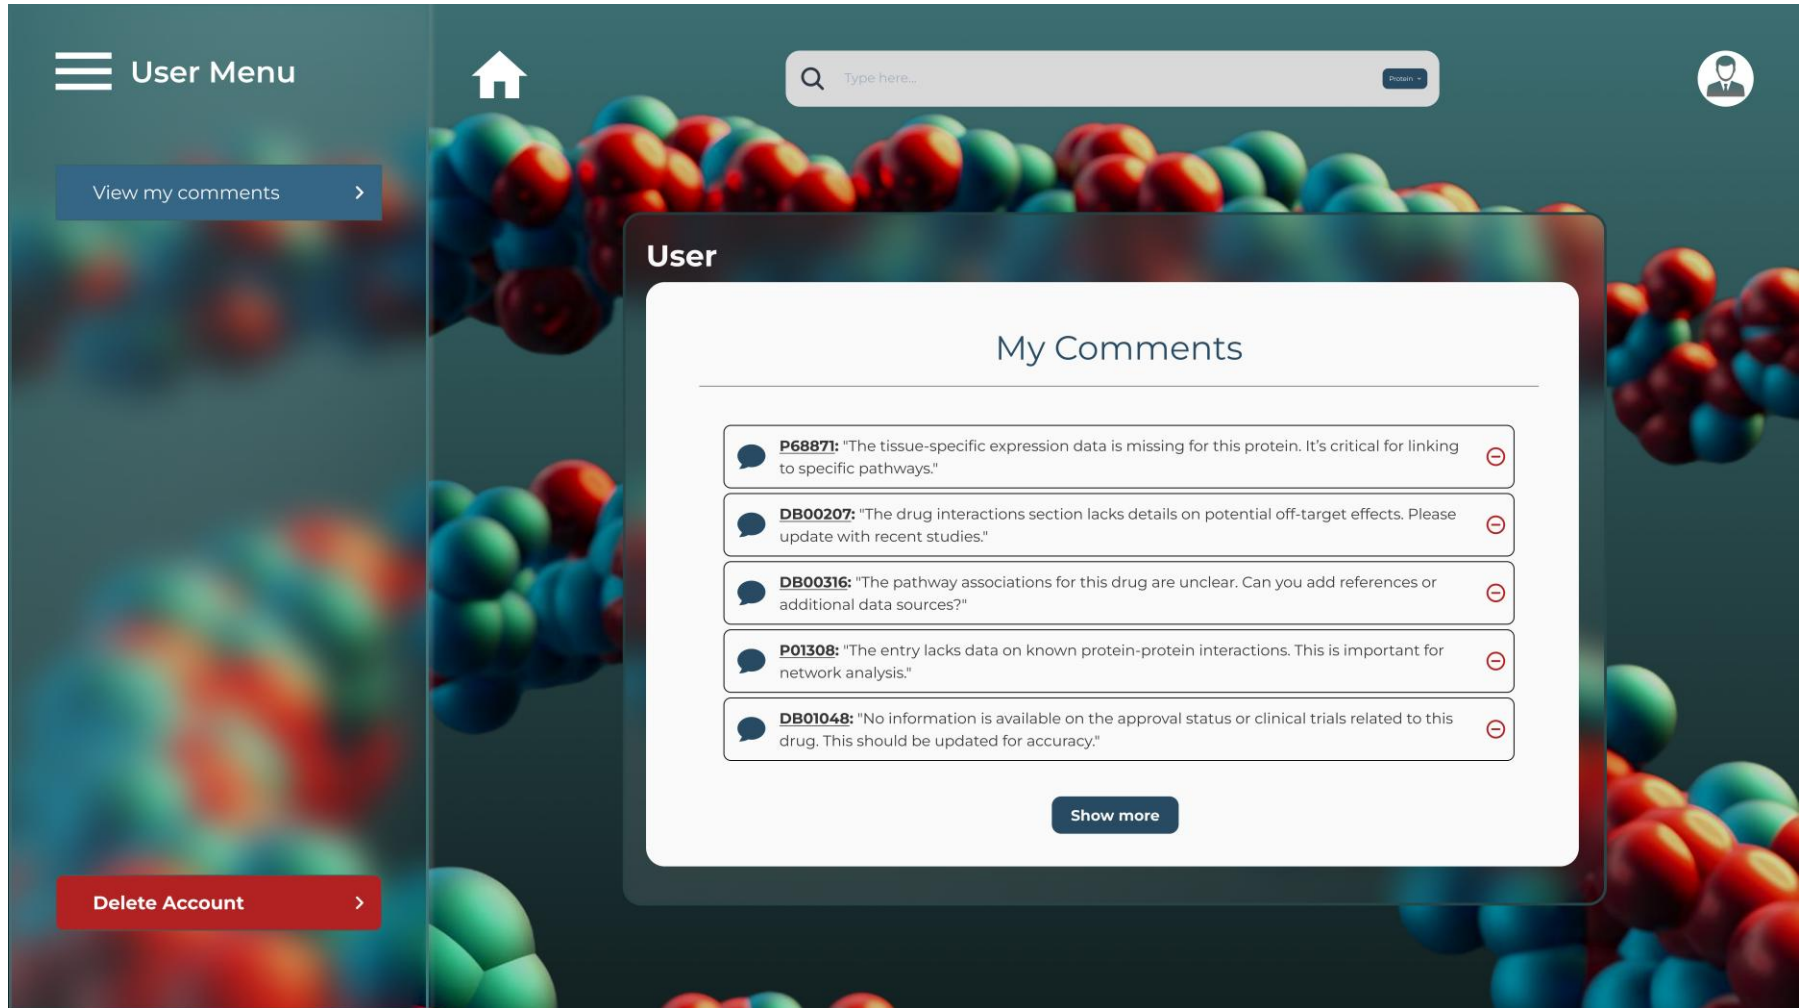 User Menu
Type here...
Protein
View my comments
User
My Comments
P68871: "The tissue-specific expression data is missing for this protein. It’s critical for linking
to specific pathways."
DB00207: "The drug interactions section lacks details on potential off-target effects. Please
update with recent studies."
DB00316: "The pathway associations for this drug are unclear. Can you add references or
additional data sources?"
P01308: "The entry lacks data on known protein-protein interactions. This is important for
network analysis."
DB01048: "No information is available on the approval status or clinical trials related to this
drug. This should be updated for accuracy."
Show more
Delete Account